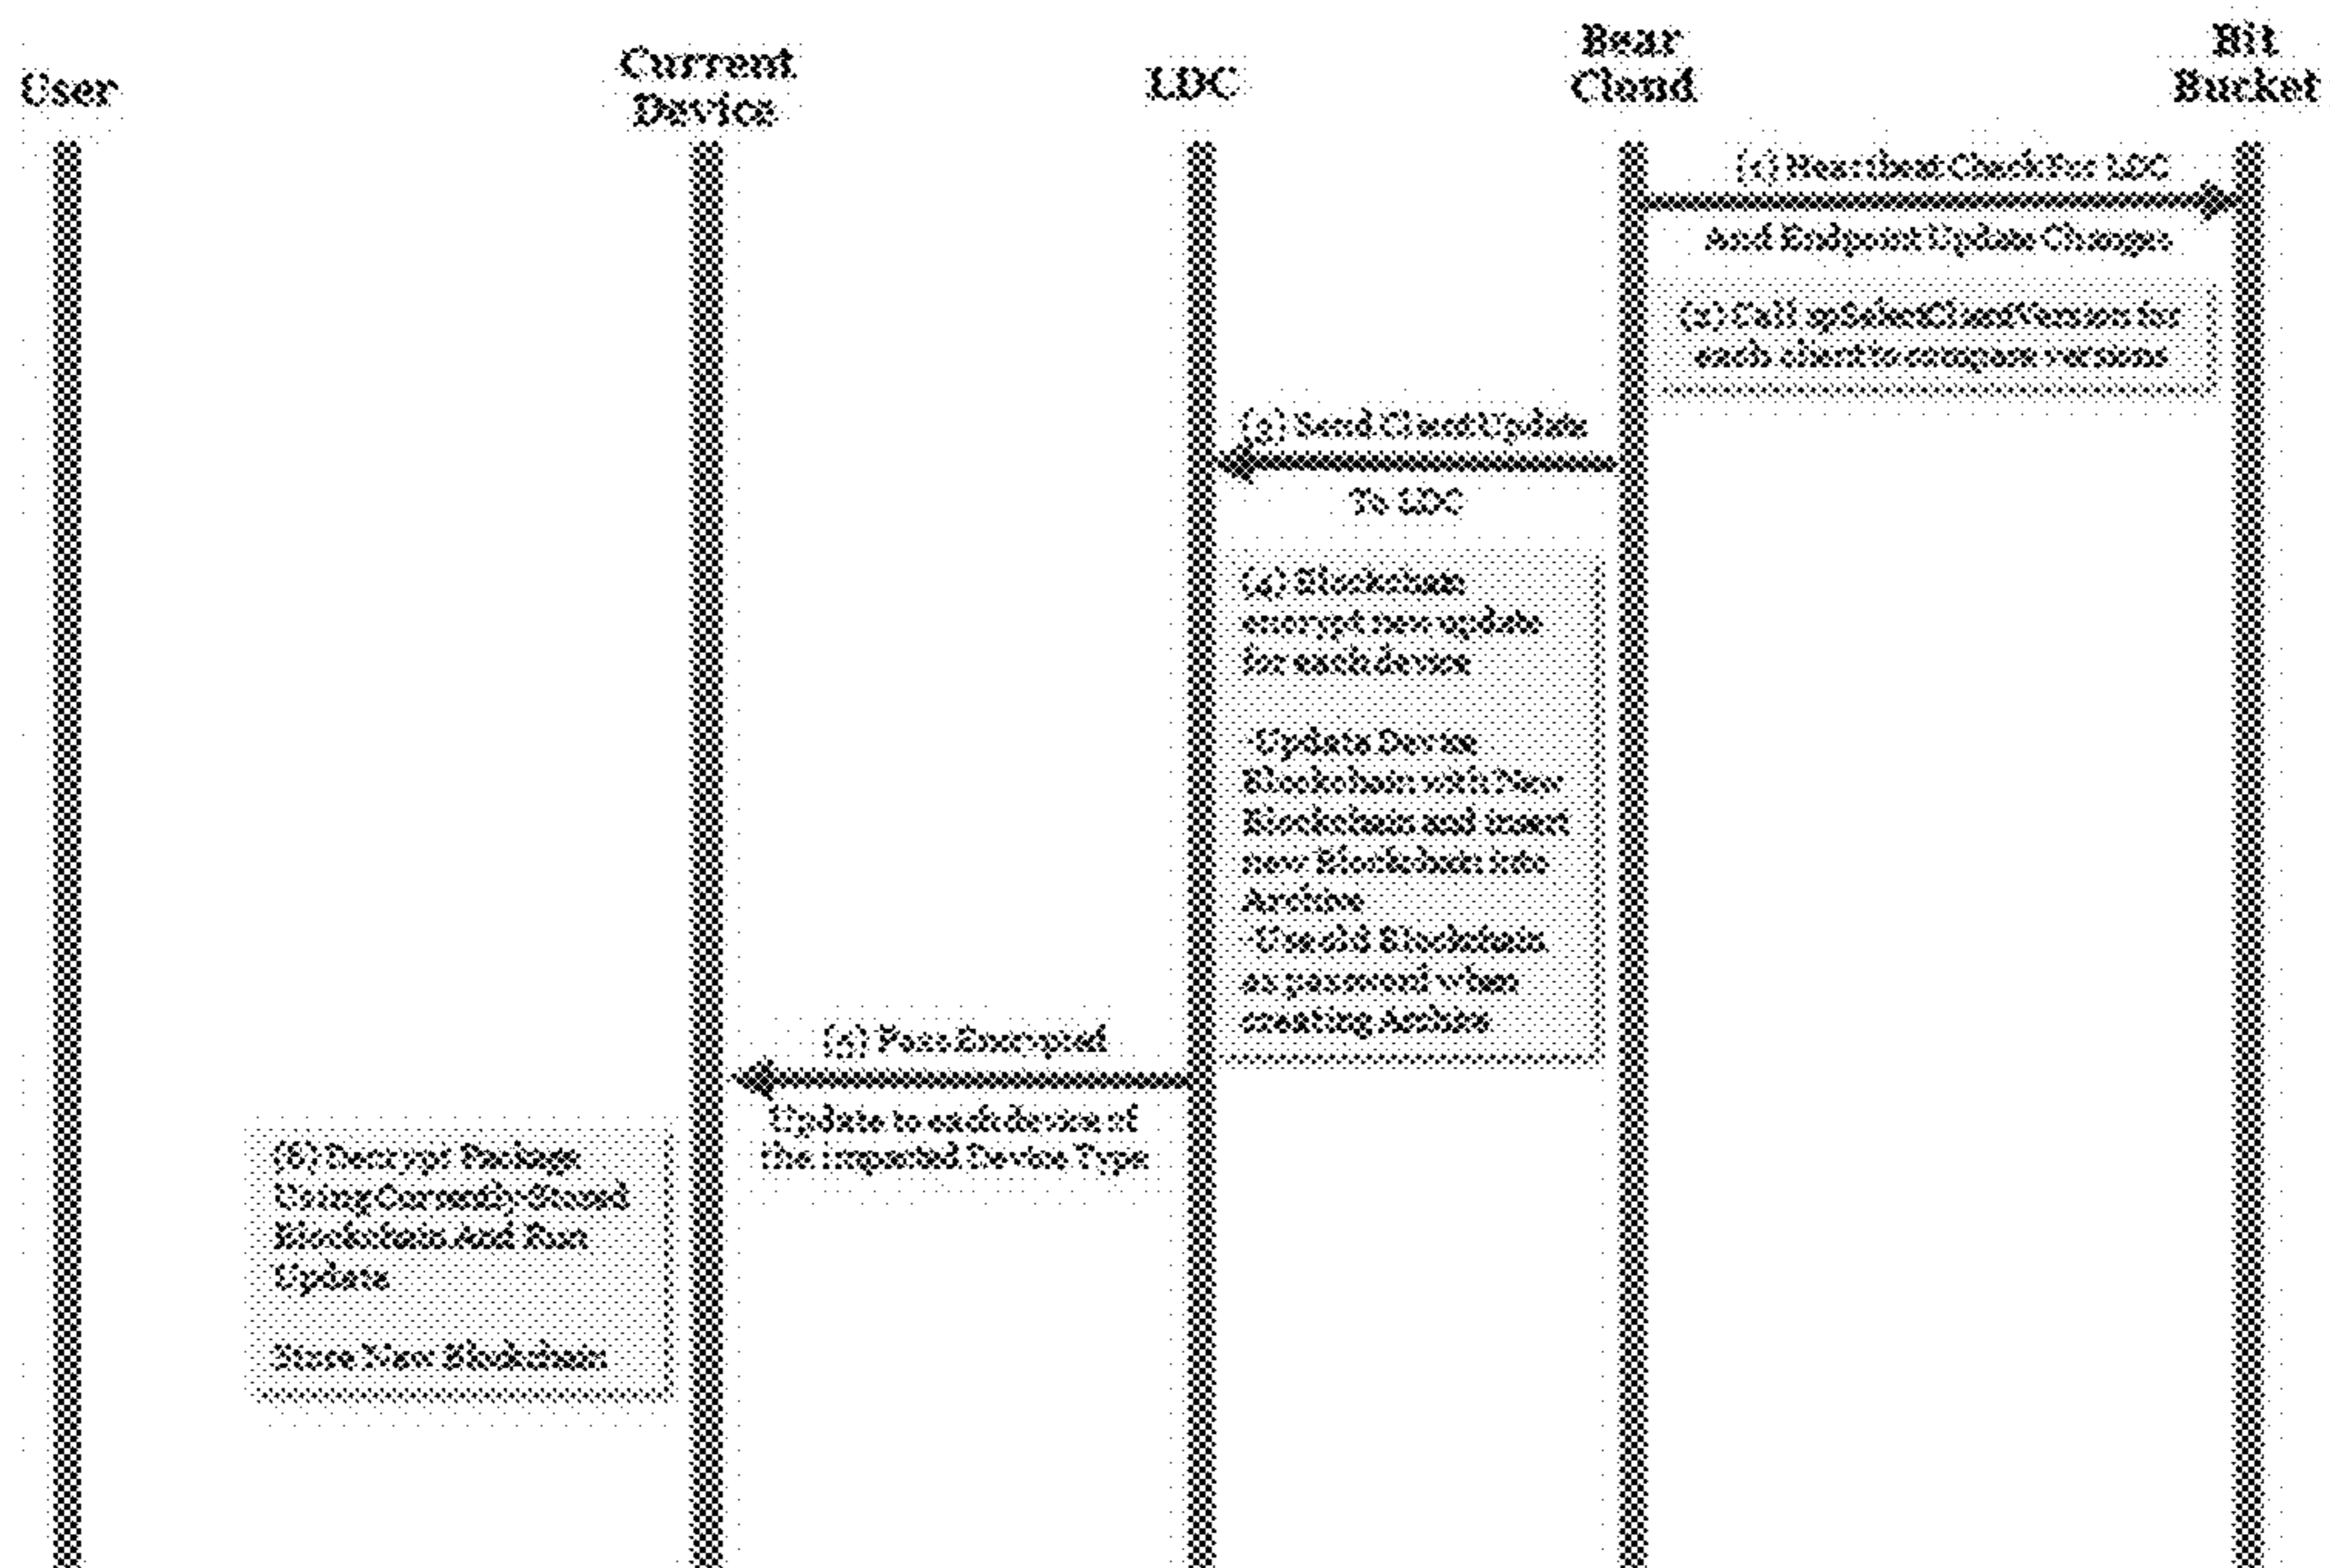 User
Current
Device
LDC
Bear
Cloud
Bit
Bucket
(1) Heartbeat Check For LDC
And Endpoint Update Changes
(2) Call updateClientVersion for
each client to compare versions
(3) Send Client Update
To LDC
(4) Blockchain
encrypt new update
for each device
Update Device
Blockchain with New
Blockchain and insert
new Blockchain into
Archive
Use old Blockchain
as password when
creating Archive
(5) Pass Encrypted
Update to each device of
the impacted Device Type
(6) Decrypt Package
Using Currently-Stored
Blockchain And Run
Update
Store New Blockchain